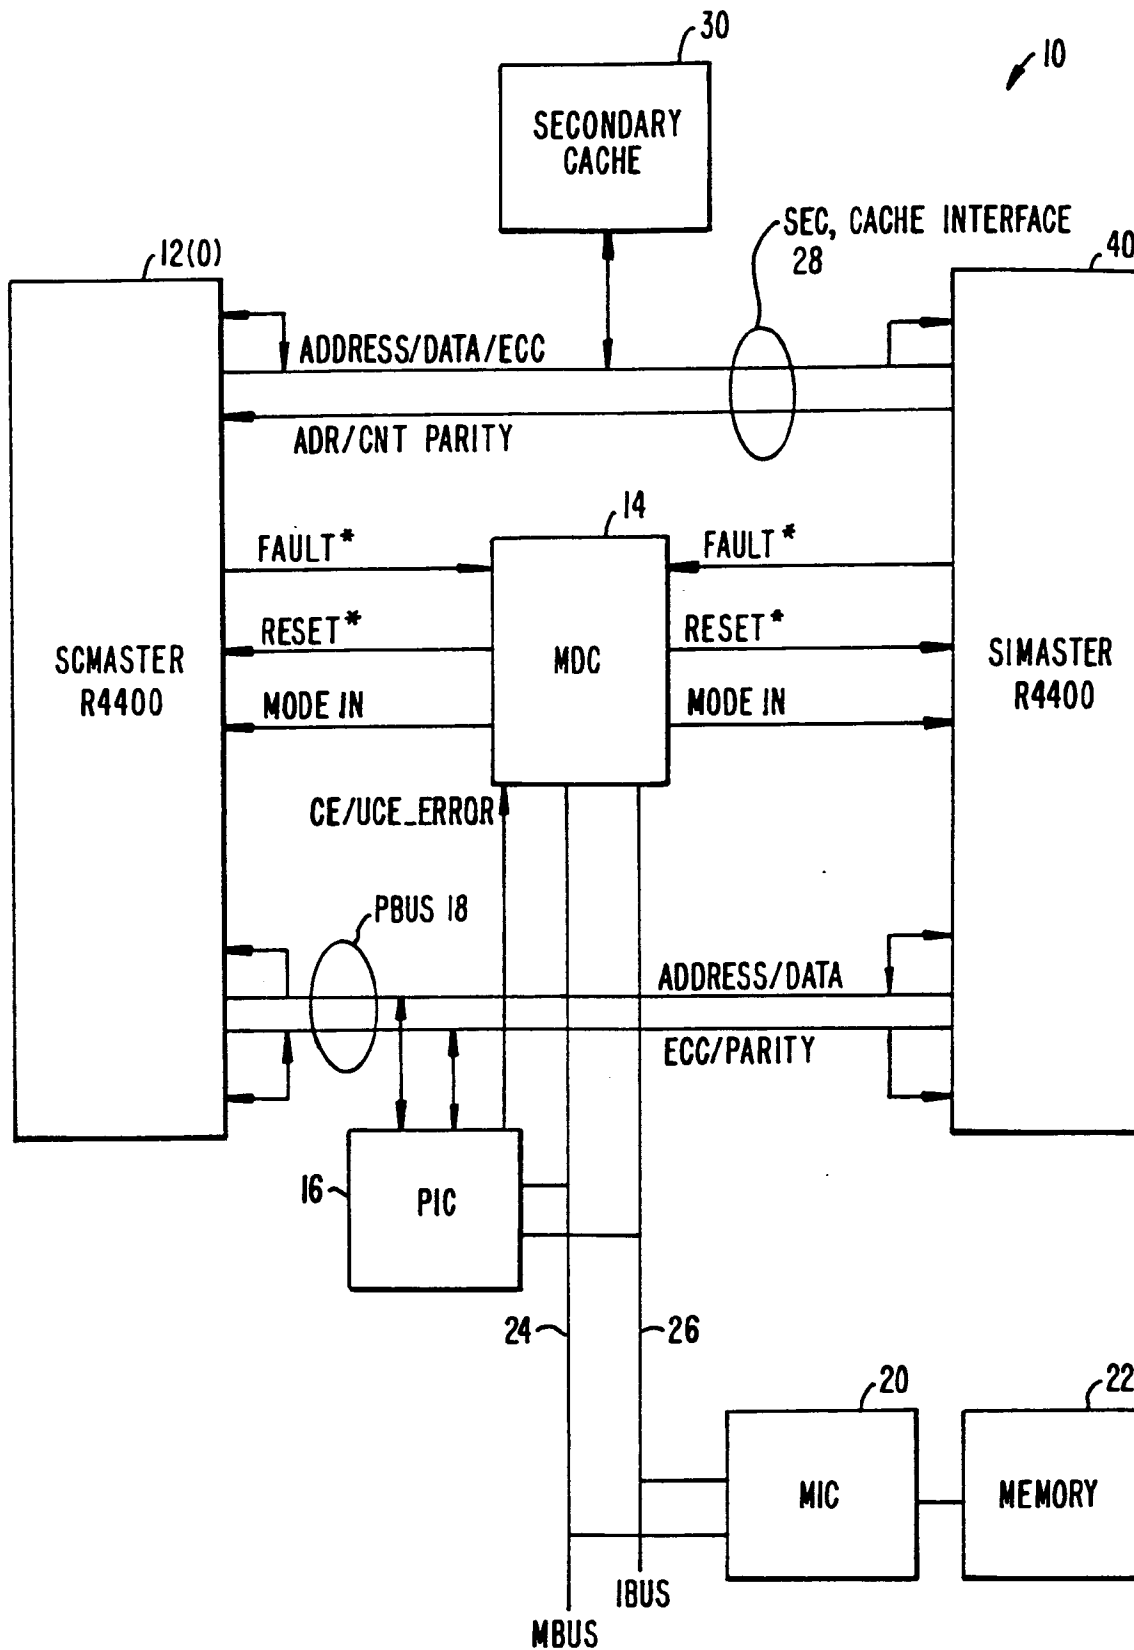 30
10
SECONDARY
CACHE
SEC, CACHE INTERFACE
28
12(0)
40
ADDRESS/DATA/ECC
ADR/CNT PARITY
14
FAULT*
FAULT*
RESET*
RESET*
SCMASTER
R4400
MDC
SIMASTER
R4400
MODE IN
MODE IN
CE/UCE_ERROR
PBUS 18
ADDRESS/DATA
ECC/PARITY
16
PIC
24
26
20
22
MIC
MEMORY
IBUS
MBUS